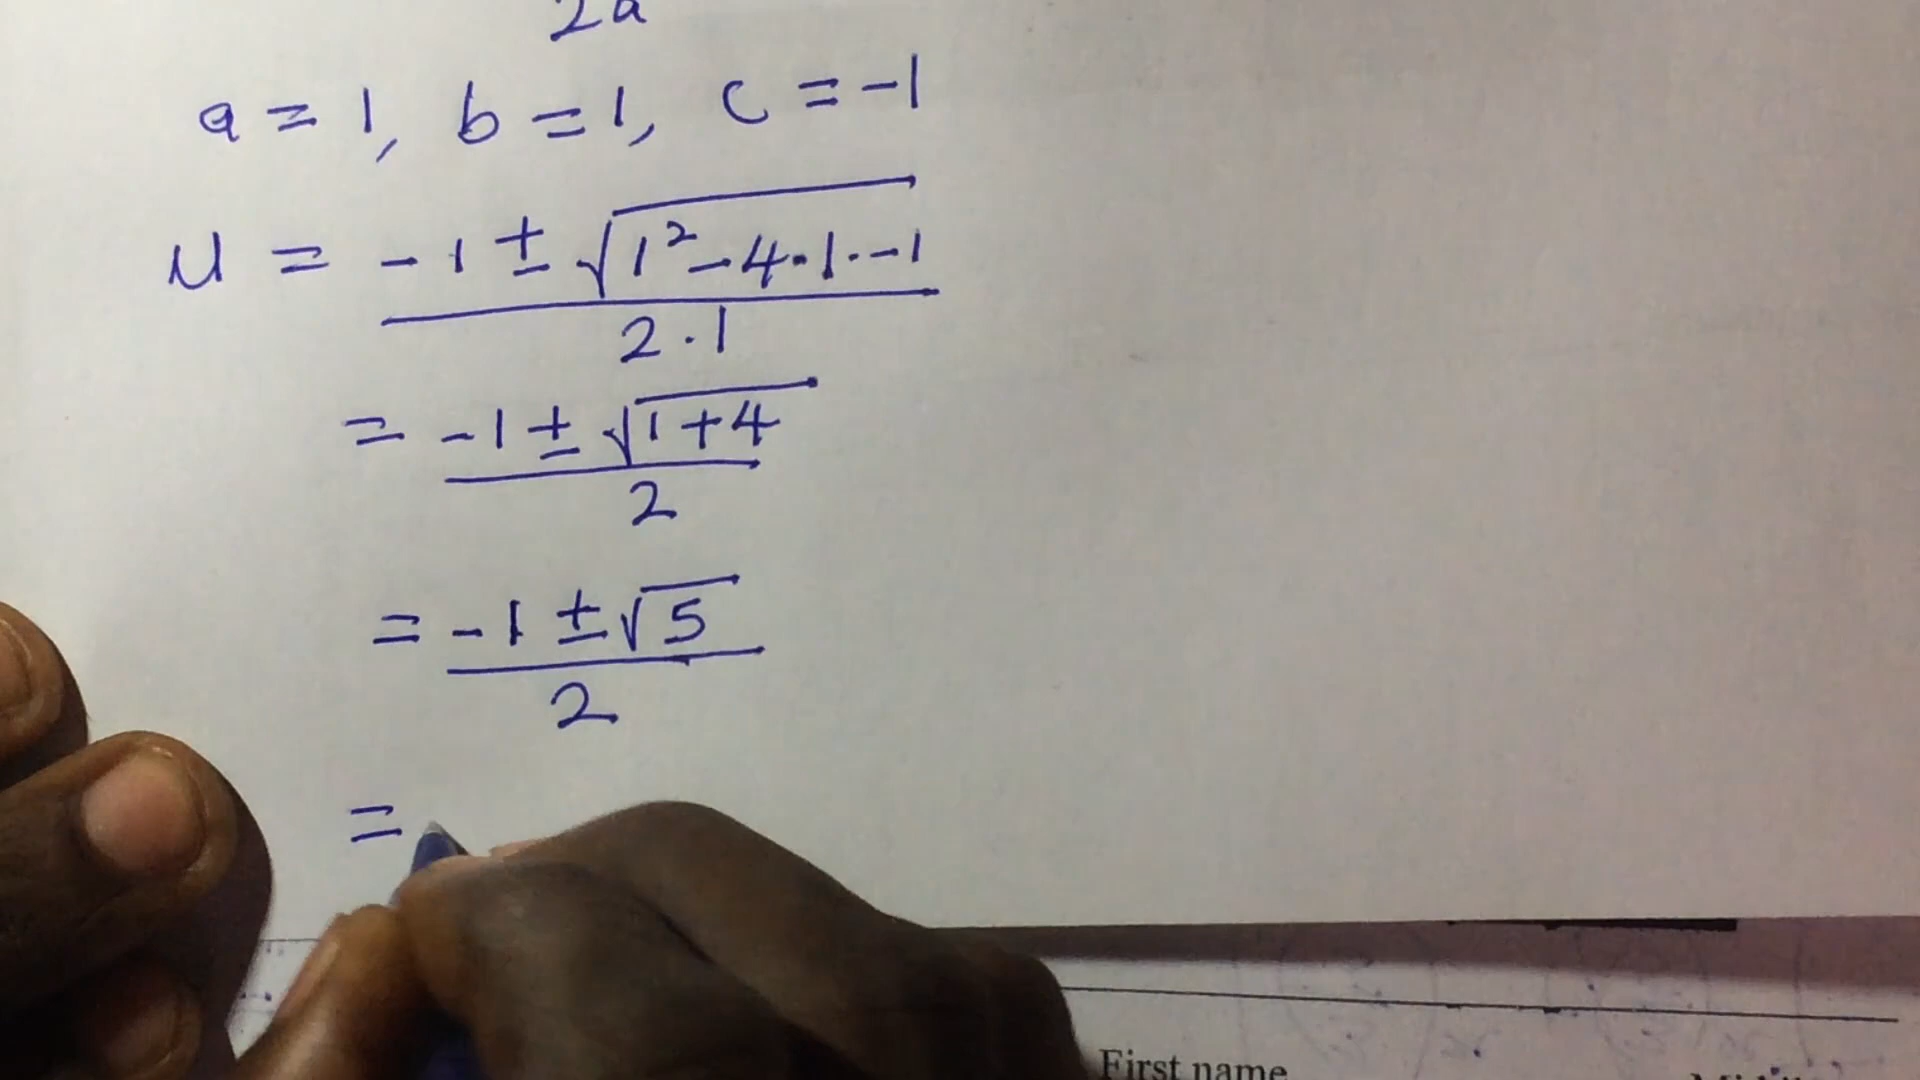 2a
a = 1, b = 1, c = -1
u = -1 ± √(1² - 4·1·-1) / 2·1
= -1 ± √(1+4) / 2
= -1 ± √5 / 2
=
First name